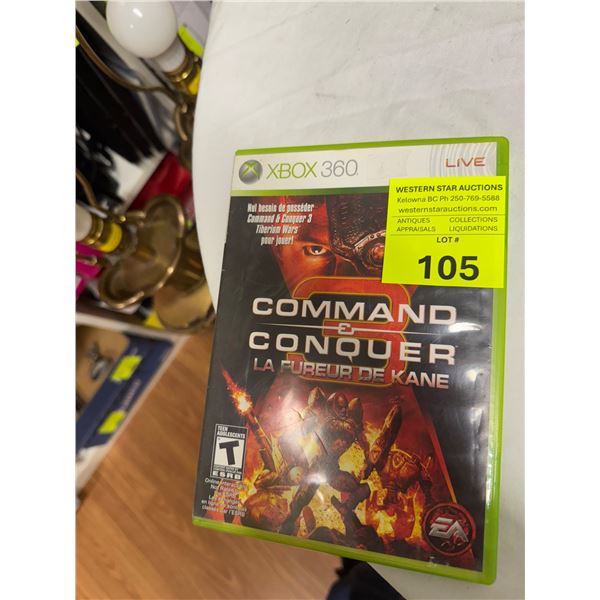 XBOX 360
LIVE
Nul besoin de posséder
Command & Conquer 3
Tiberium Wars
pour jouer!
WESTERN STAR AUCTIONS
Kelowna BC Ph 250-769-5588
westernstarauctions.com
ANTIQUES COLLECTIONS
APPRAISALS LIQUIDATIONS
LOT #
105
3
COMMAND
&
CONQUER
LA FUREUR DE KANE
TEEN
ADOLESCENTS
T
ESRB
EA